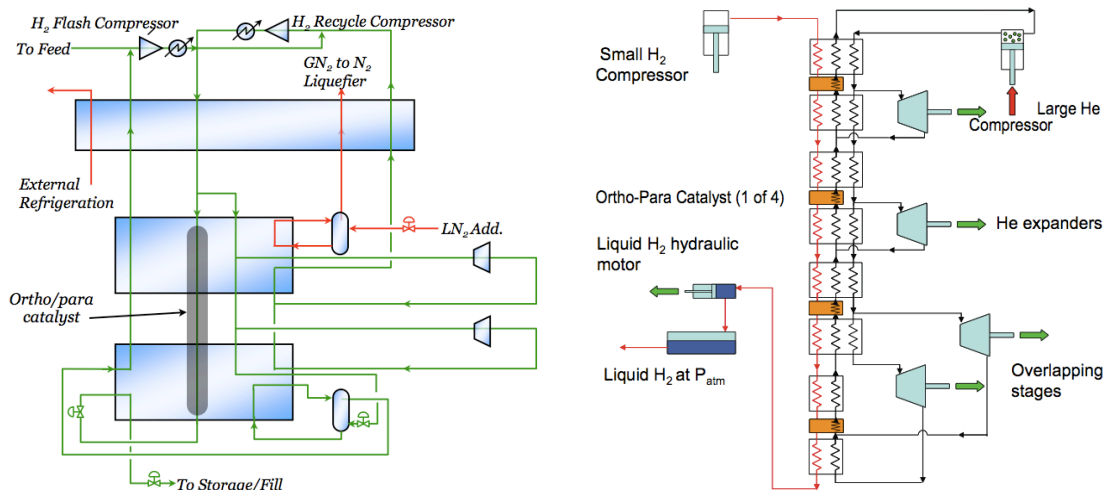 H2 Flash Compressor
H2 Recycle Compressor
To Feed
GN2 to N2
Liquefier
External
Refrigeration
LN2 Add.
Ortho/para
catalyst
To Storage/Fill
Small H2
Compressor
Large He
Compressor
Ortho-Para Catalyst (1 of 4)
He expanders
Liquid H2 hydraulic
motor
Liquid H2 at Patm
Overlapping
stages